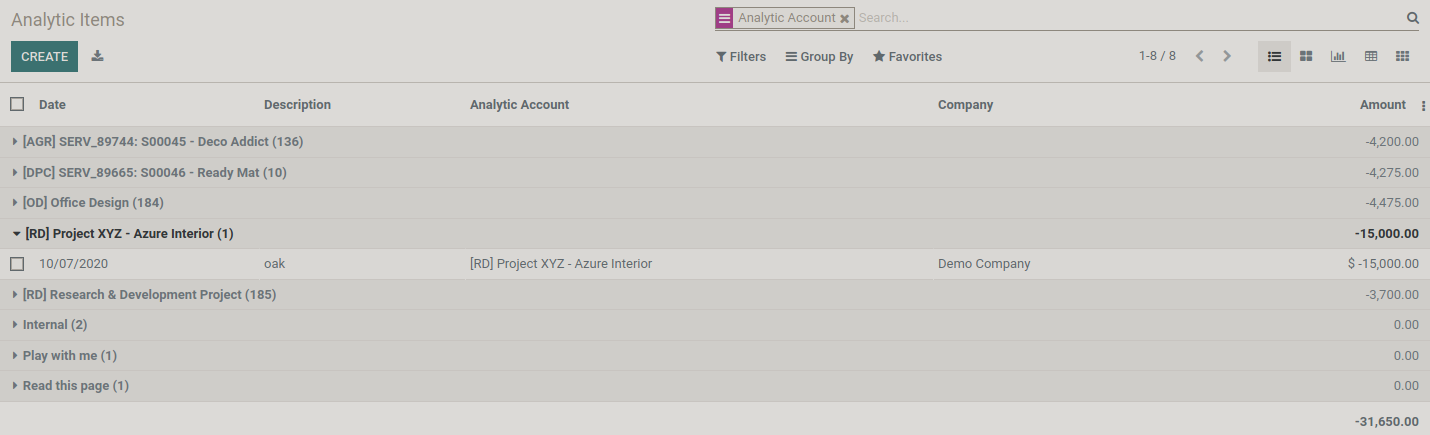 Analytic Items
Analytic Account Search...
CREATE
Filters Group By Favorites 1-8 / 8
Date Description Analytic Account Company Amount
[AGR] SERV_89744: S00045 - Deco Addict (136) -4,200.00
[DPC] SERV_89665: S00046 - Ready Mat (10) -4,275.00
[OD] Office Design (184) -4,475.00
[RD] Project XYZ - Azure Interior (1) -15,000.00
10/07/2020 oak [RD] Project XYZ - Azure Interior Demo Company $ -15,000.00
[RD] Research & Development Project (185) -3,700.00
Internal (2) 0.00
Play with me (1) 0.00
Read this page (1) 0.00
-31,650.00